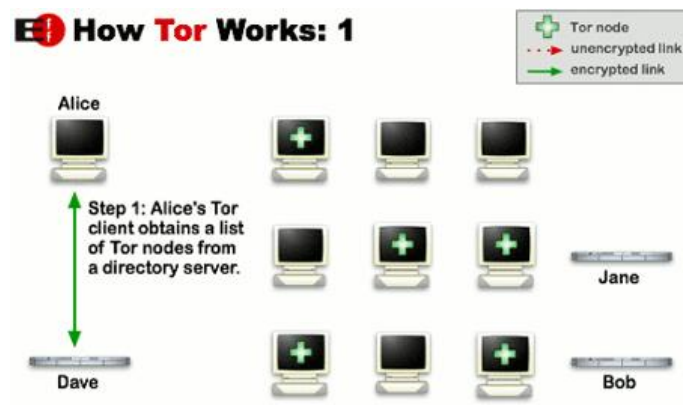 EFF How Tor Works: 1
Tor node
unencrypted link
encrypted link
Alice
Step 1: Alice's Tor
client obtains a list
of Tor nodes from
a directory server.
Jane
Dave
Bob